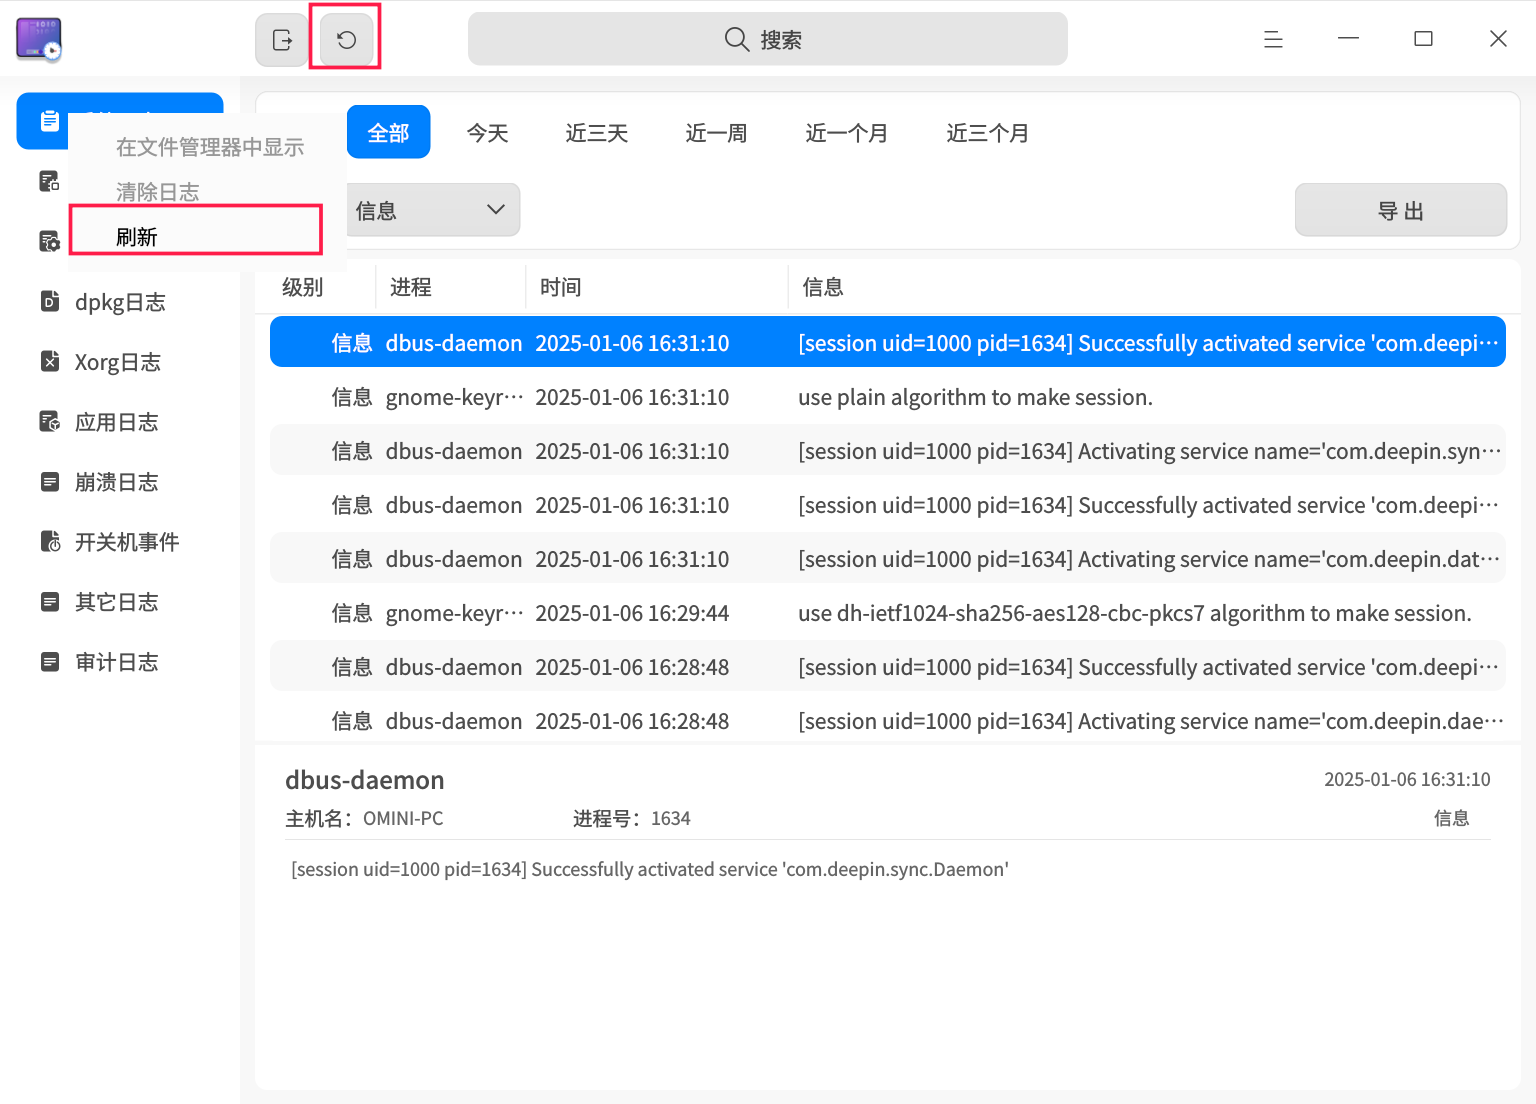 搜索
在文件管理器中显示
清除日志
刷新
dpkg日志
Xorg日志
应用日志
崩溃日志
开关机事件
其它日志
审计日志
全部 今天 近三天 近一周 近一个月 近三个月
信息 导 出
级别 进程 时间 信息
信息 dbus-daemon 2025-01-06 16:31:10 [session uid=1000 pid=1634] Successfully activated service 'com.deepi···
信息 gnome-keyr··· 2025-01-06 16:31:10 use plain algorithm to make session.
信息 dbus-daemon 2025-01-06 16:31:10 [session uid=1000 pid=1634] Activating service name='com.deepin.syn···
信息 dbus-daemon 2025-01-06 16:31:10 [session uid=1000 pid=1634] Successfully activated service 'com.deepi···
信息 dbus-daemon 2025-01-06 16:31:10 [session uid=1000 pid=1634] Activating service name='com.deepin.dat···
信息 gnome-keyr··· 2025-01-06 16:29:44 use dh-ietf1024-sha256-aes128-cbc-pkcs7 algorithm to make session.
信息 dbus-daemon 2025-01-06 16:28:48 [session uid=1000 pid=1634] Successfully activated service 'com.deepi···
信息 dbus-daemon 2025-01-06 16:28:48 [session uid=1000 pid=1634] Activating service name='com.deepin.dae···
dbus-daemon 2025-01-06 16:31:10
主机名： OMINI-PC 进程号： 1634 信息
[session uid=1000 pid=1634] Successfully activated service 'com.deepin.sync.Daemon'